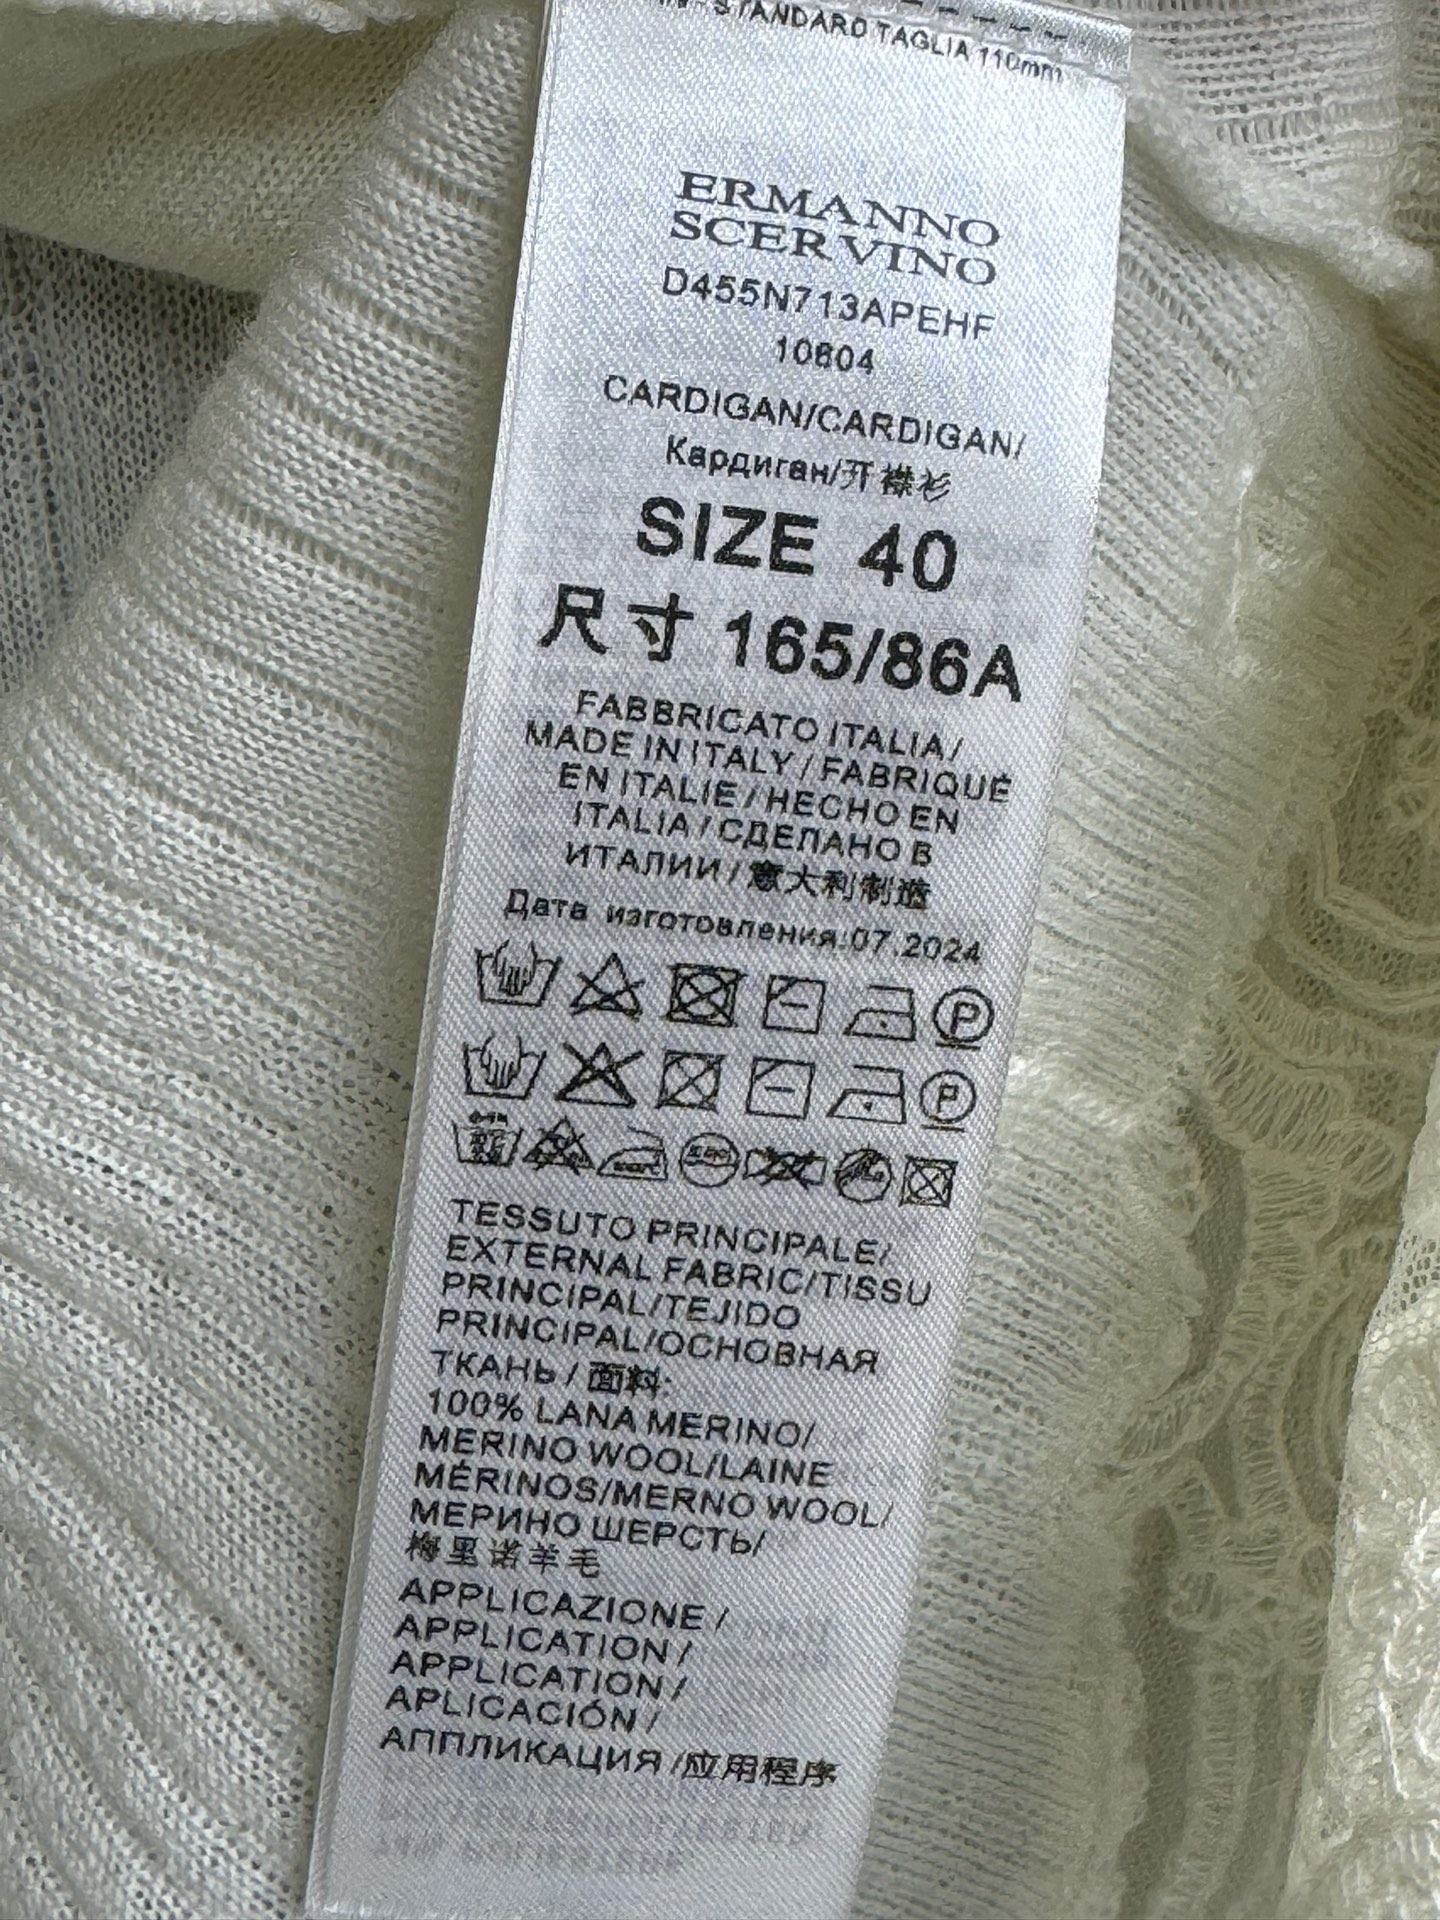 STANDARD TAGLIA 110mm
ERMANNO
SCERVINO
D455N713APEHF
10804
CARDIGAN/CARDIGAN/
Кардиган/开襟衫
SIZE 40
尺寸 165/86A
FABBRICATO ITALIA/
MADE IN ITALY / FABRIQUÉ
EN ITALIE / HECHO EN
ITALIA / СДЕЛАНО В
ИТАЛИИ / 意大利制造
Дата изготовления:07.2024
P
P
TESSUTO PRINCIPALE/
EXTERNAL FABRIC/TISSU
PRINCIPAL/TEJIDO
PRINCIPAL/ОСНОВНАЯ
ТКАНЬ / 面料:
100% LANA MERINO/
MERINO WOOL/LAINE
MÉRINOS/MERNO WOOL/
МЕРИНО ШЕРСТЬ/
梅里诺羊毛
APPLICAZIONE /
APPLICATION /
APPLICATION /
APLICACIÓN /
АППЛИКАЦИЯ /应用程序